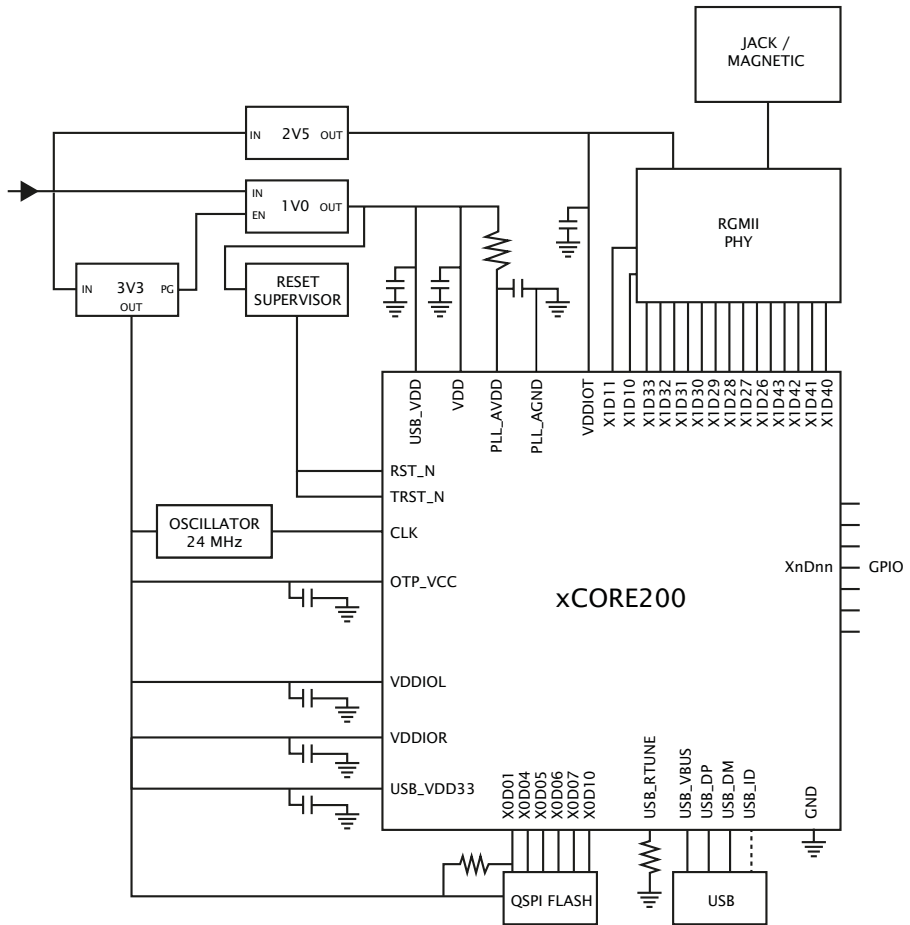 JACK /
MAGNETIC
IN 2V5 OUT
IN
1V0 OUT
EN
RGMII
PHY
IN 3V3 PG
OUT
RESET
SUPERVISOR
USB_VDD
VDD
PLL_AVDD
PLL_AGND
VDDIOT
X1D11
X1D10
X1D33
X1D32
X1D31
X1D30
X1D29
X1D28
X1D27
X1D26
X1D43
X1D42
X1D41
X1D40
RST_N
TRST_N
OSCILLATOR
24 MHz
CLK
XnDnn GPIO
OTP_VCC
xCORE200
VDDIOL
VDDIOR
USB_VDD33
X0D01
X0D04
X0D05
X0D06
X0D07
X0D10
USB_RTUNE
USB_VBUS
USB_DP
USB_DM
USB_ID
GND
QSPI FLASH
USB